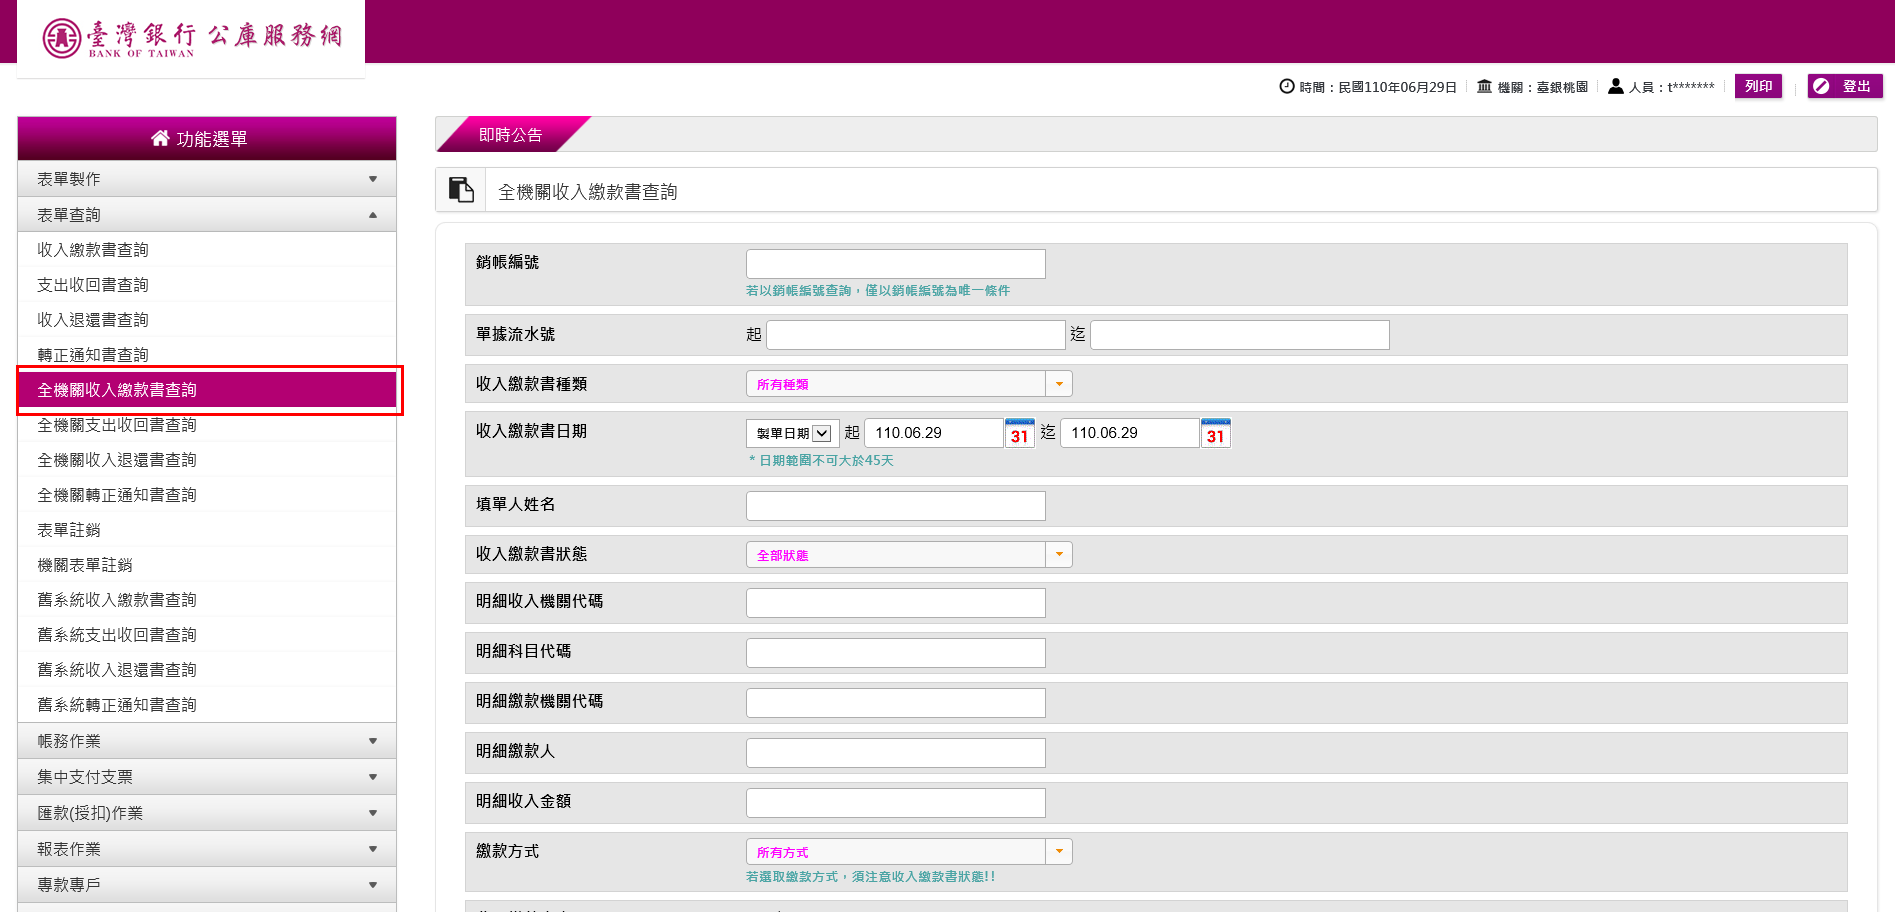 臺灣銀行 公庫服務網
BANK OF TAIWAN
時間：民國110年06月29日 機關：臺銀桃園 人員：t******* 列印 登出
功能選單
表單製作
表單查詢
收入繳款書查詢
支出收回書查詢
收入退還書查詢
轉正通知書查詢
全機關收入繳款書查詢
全機關支出收回書查詢
全機關收入退還書查詢
全機關轉正通知書查詢
表單註銷
機關表單註銷
舊系統收入繳款書查詢
舊系統支出收回書查詢
舊系統收入退還書查詢
舊系統轉正通知書查詢
帳務作業
集中支付支票
匯款(授扣)作業
報表作業
專款專戶
即時公告
全機關收入繳款書查詢
銷帳編號
若以銷帳編號查詢，僅以銷帳編號為唯一條件
單據流水號 起 迄
收入繳款書種類 所有種類
收入繳款書日期 製單日期 起 110.06.29 31 迄 110.06.29 31
* 日期範圍不可大於45天
填單人姓名
收入繳款書狀態 全部狀態
明細收入機關代碼
明細科目代碼
明細繳款機關代碼
明細繳款人
明細收入金額
繳款方式 所有方式
若選取繳款方式，須注意收入繳款書狀態!!